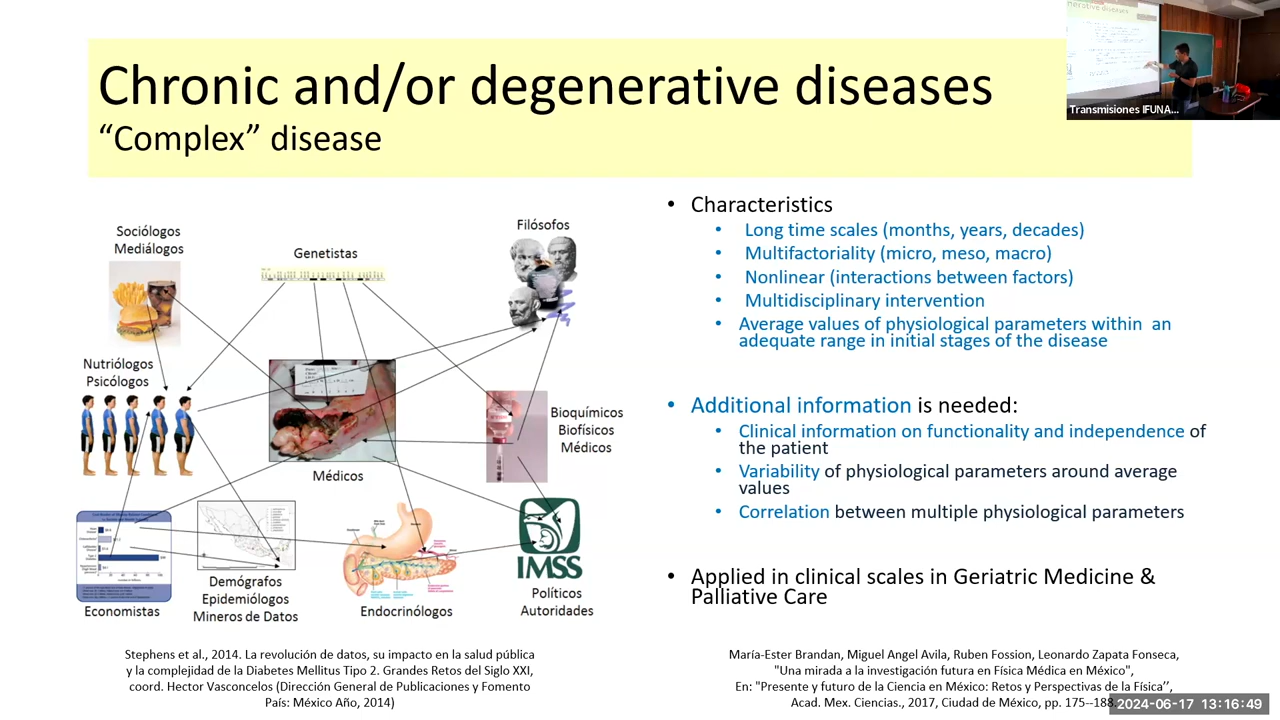 Chronic and/or degenerative diseases
“Complex” disease
Transmisiones IFUNA...
Sociólogos
Mediálogos
Genetistas
Filósofos
Nutriólogos
Psicólogos
Médicos
Bioquímicos
Biofísicos
Médicos
Economistas
Demógrafos
Epidemiólogos
Mineros de Datos
Endocrinólogos
IMSS
Políticos
Autoridades
Stephens et al., 2014. La revolución de datos, su impacto en la salud pública
y la complejidad de la Diabetes Mellitus Tipo 2. Grandes Retos del Siglo XXI,
coord. Hector Vasconcelos (Dirección General de Publicaciones y Fomento
País: México Año, 2014)
• Characteristics
• Long time scales (months, years, decades)
• Multifactoriality (micro, meso, macro)
• Nonlinear (interactions between factors)
• Multidisciplinary intervention
• Average values of physiological parameters within an
adequate range in initial stages of the disease
• Additional information is needed:
• Clinical information on functionality and independence of
the patient
• Variability of physiological parameters around average
values
• Correlation between multiple physiological parameters
• Applied in clinical scales in Geriatric Medicine &
Palliative Care
María-Ester Brandan, Miguel Angel Avila, Ruben Fossion, Leonardo Zapata Fonseca,
"Una mirada a la investigación futura en Física Médica en México",
En: "Presente y futuro de la Ciencia en México: Retos y Perspectivas de la Física’’,
Acad. Mex. Ciencias., 2017, Ciudad de México, pp. 175--188.
2024-06-17 13:16:49